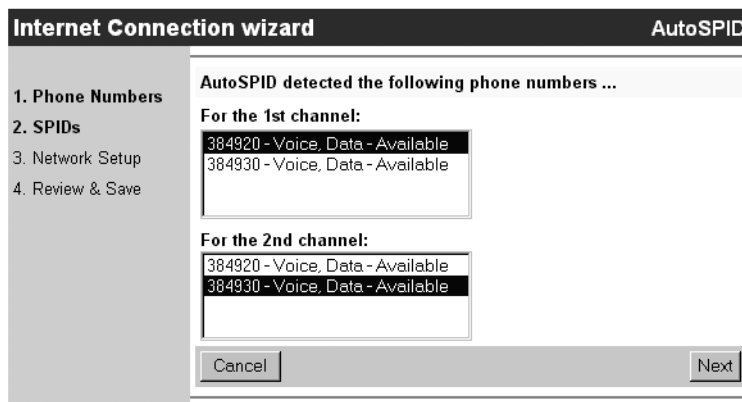 Internet Connection wizard AutoSPID
1. Phone Numbers
2. SPIDs
3. Network Setup
4. Review & Save
AutoSPID detected the following phone numbers ...
For the 1st channel:
384920 - Voice, Data - Available
384930 - Voice, Data - Available
For the 2nd channel:
384920 - Voice, Data - Available
384930 - Voice, Data - Available
Cancel Next